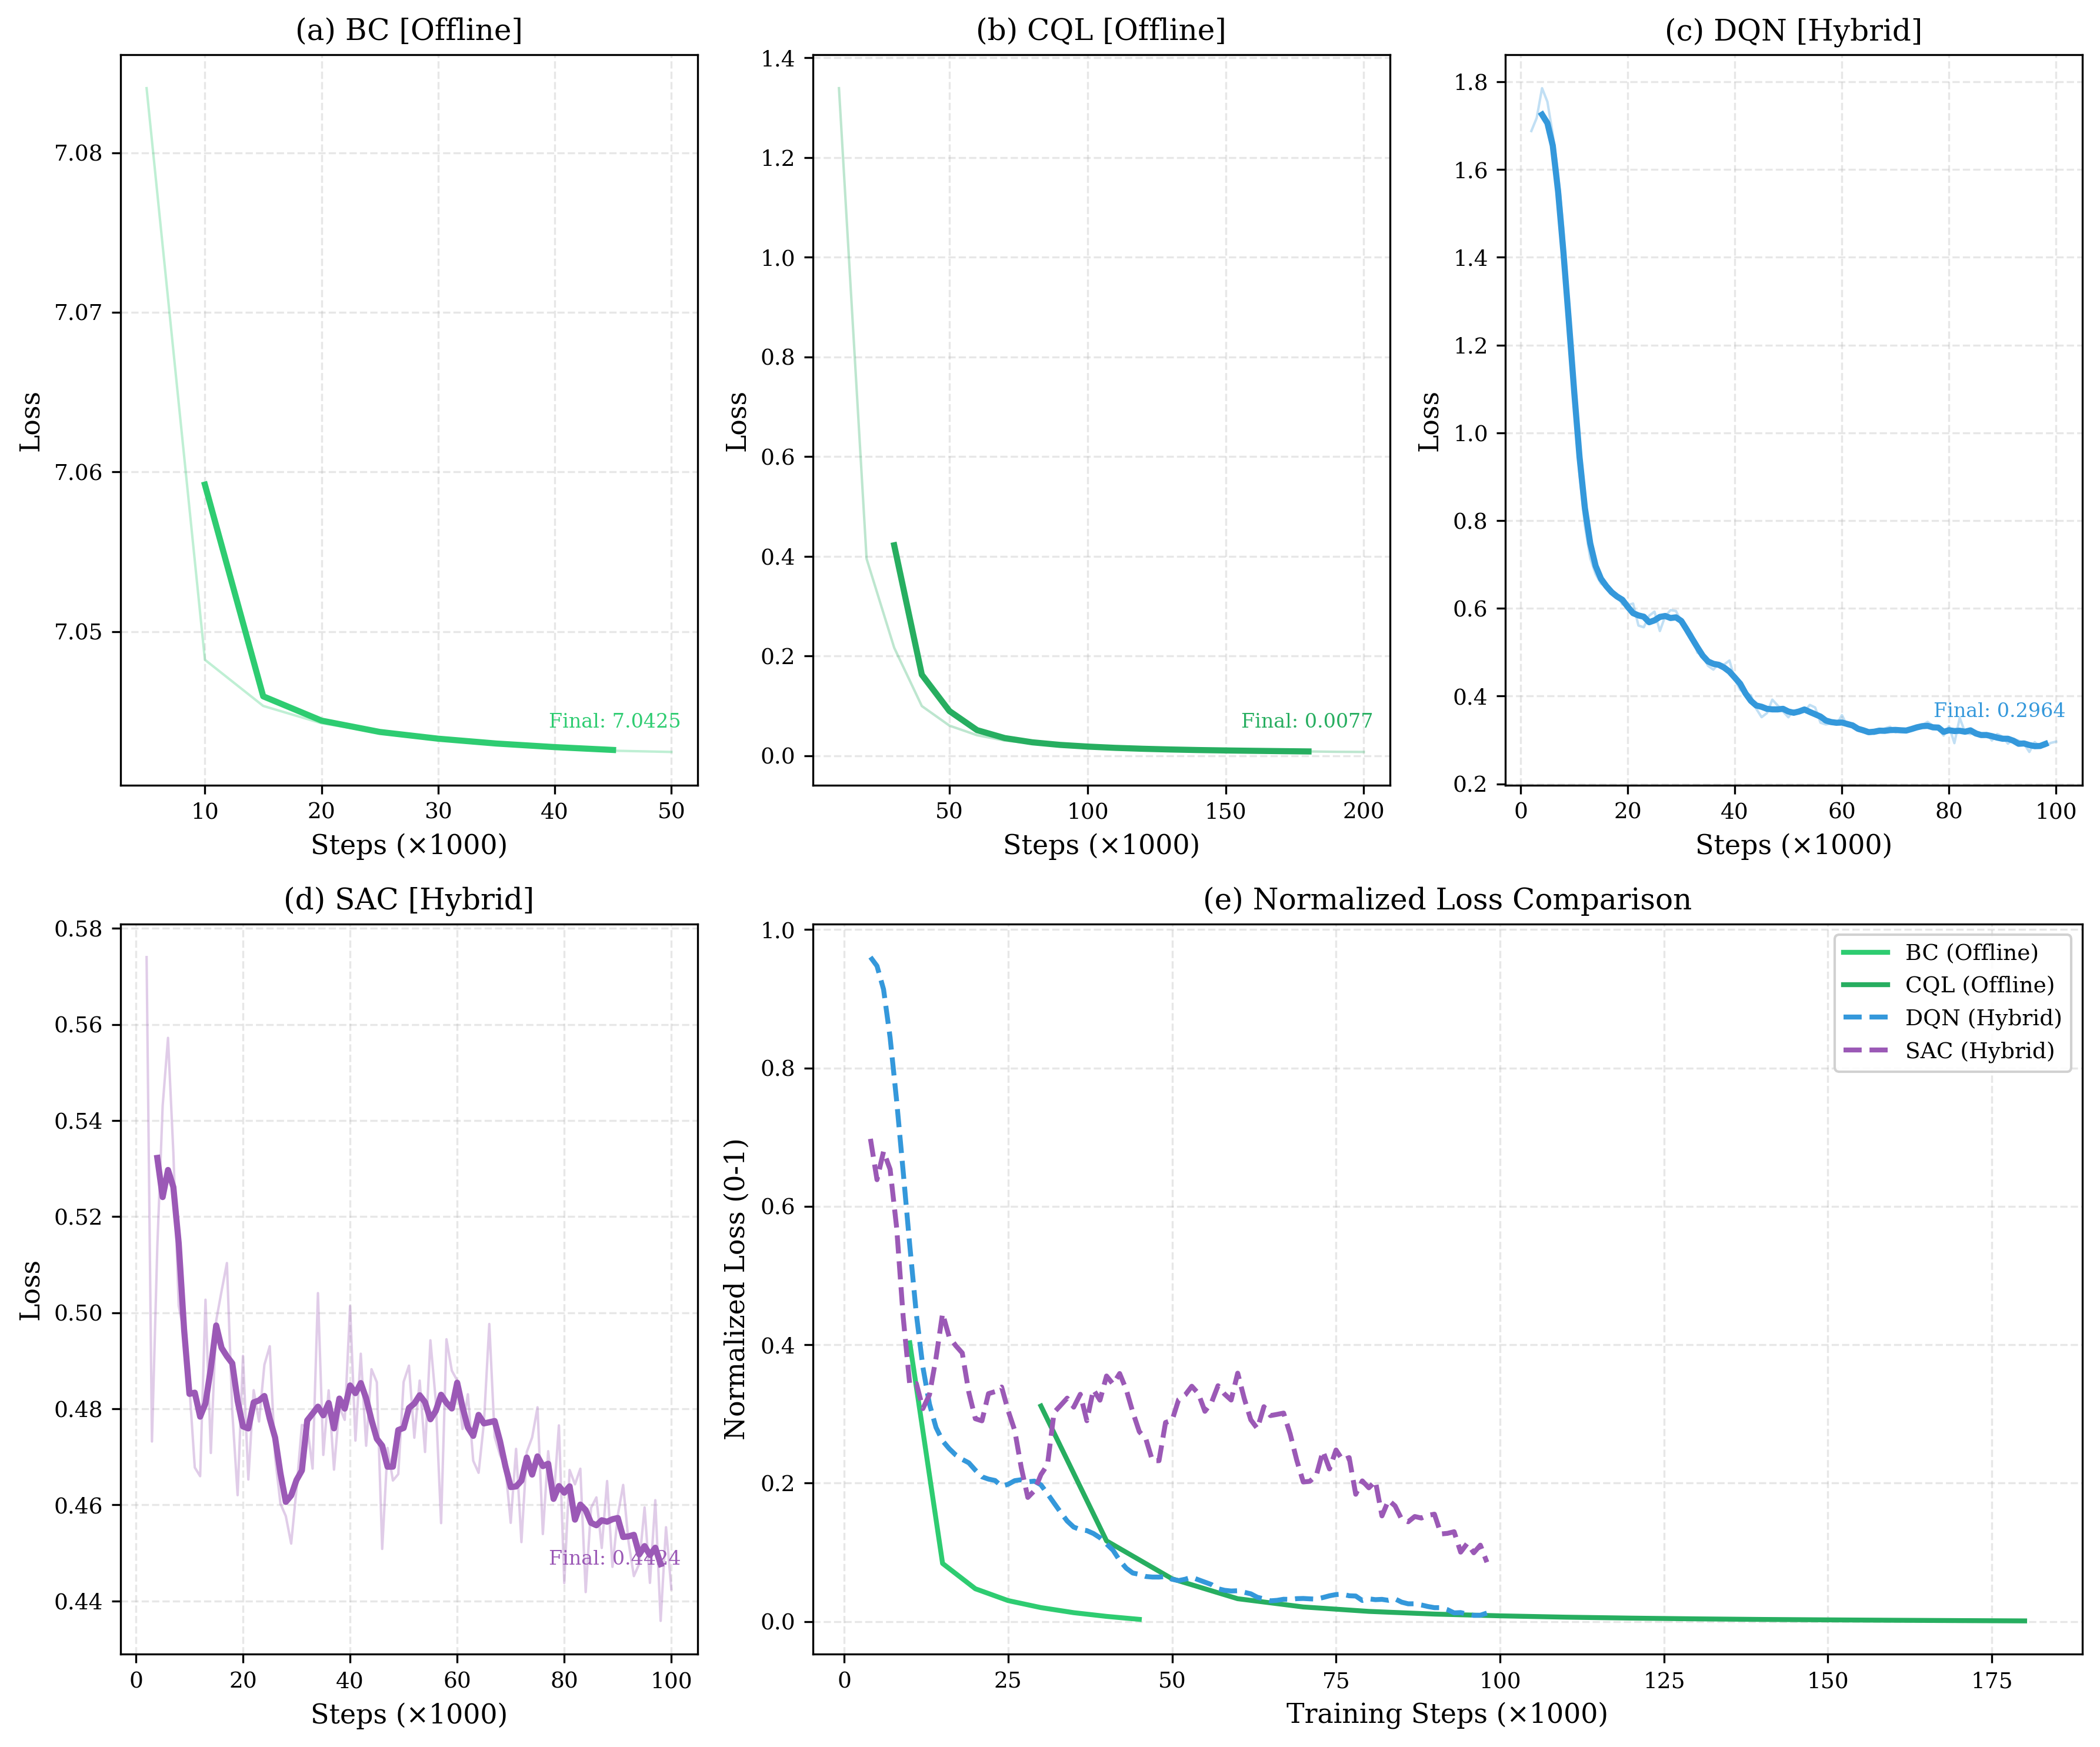 (a) BC [Offline]
Loss
7.08
7.07
7.06
7.05
Final: 7.0425
10 20 30 40 50
Steps (×1000)
(b) CQL [Offline]
Loss
1.4
1.2
1.0
0.8
0.6
0.4
0.2
0.0
Final: 0.0077
50 100 150 200
Steps (×1000)
(c) DQN [Hybrid]
Loss
1.8
1.6
1.4
1.2
1.0
0.8
0.6
0.4
0.2
Final: 0.2964
0 20 40 60 80 100
Steps (×1000)
(d) SAC [Hybrid]
Loss
0.58
0.56
0.54
0.52
0.50
0.48
0.46
0.44
Final: 0.4424
0 20 40 60 80 100
Steps (×1000)
(e) Normalized Loss Comparison
Normalized Loss (0-1)
1.0
0.8
0.6
0.4
0.2
0.0
BC (Offline)
CQL (Offline)
DQN (Hybrid)
SAC (Hybrid)
0 25 50 75 100 125 150 175
Training Steps (×1000)